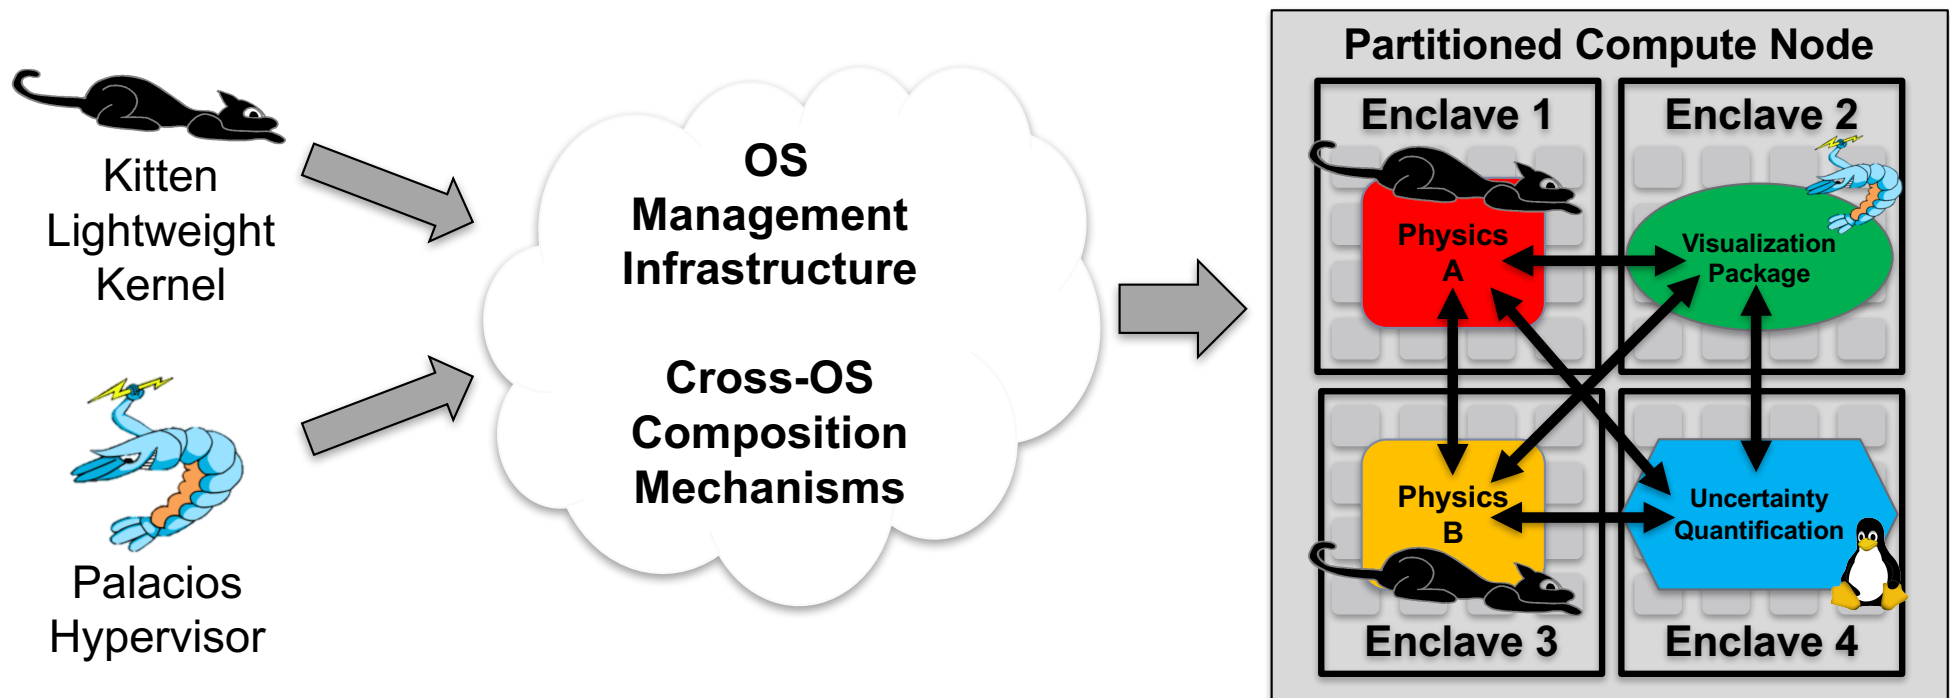 Kitten
Lightweight
Kernel
Palacios
Hypervisor
OS
Management
Infrastructure
Cross-OS
Composition
Mechanisms
Partitioned Compute Node
Enclave 1
Physics
A
Enclave 2
Visualization
Package
Physics
B
Enclave 3
Uncertainty
Quantification
Enclave 4